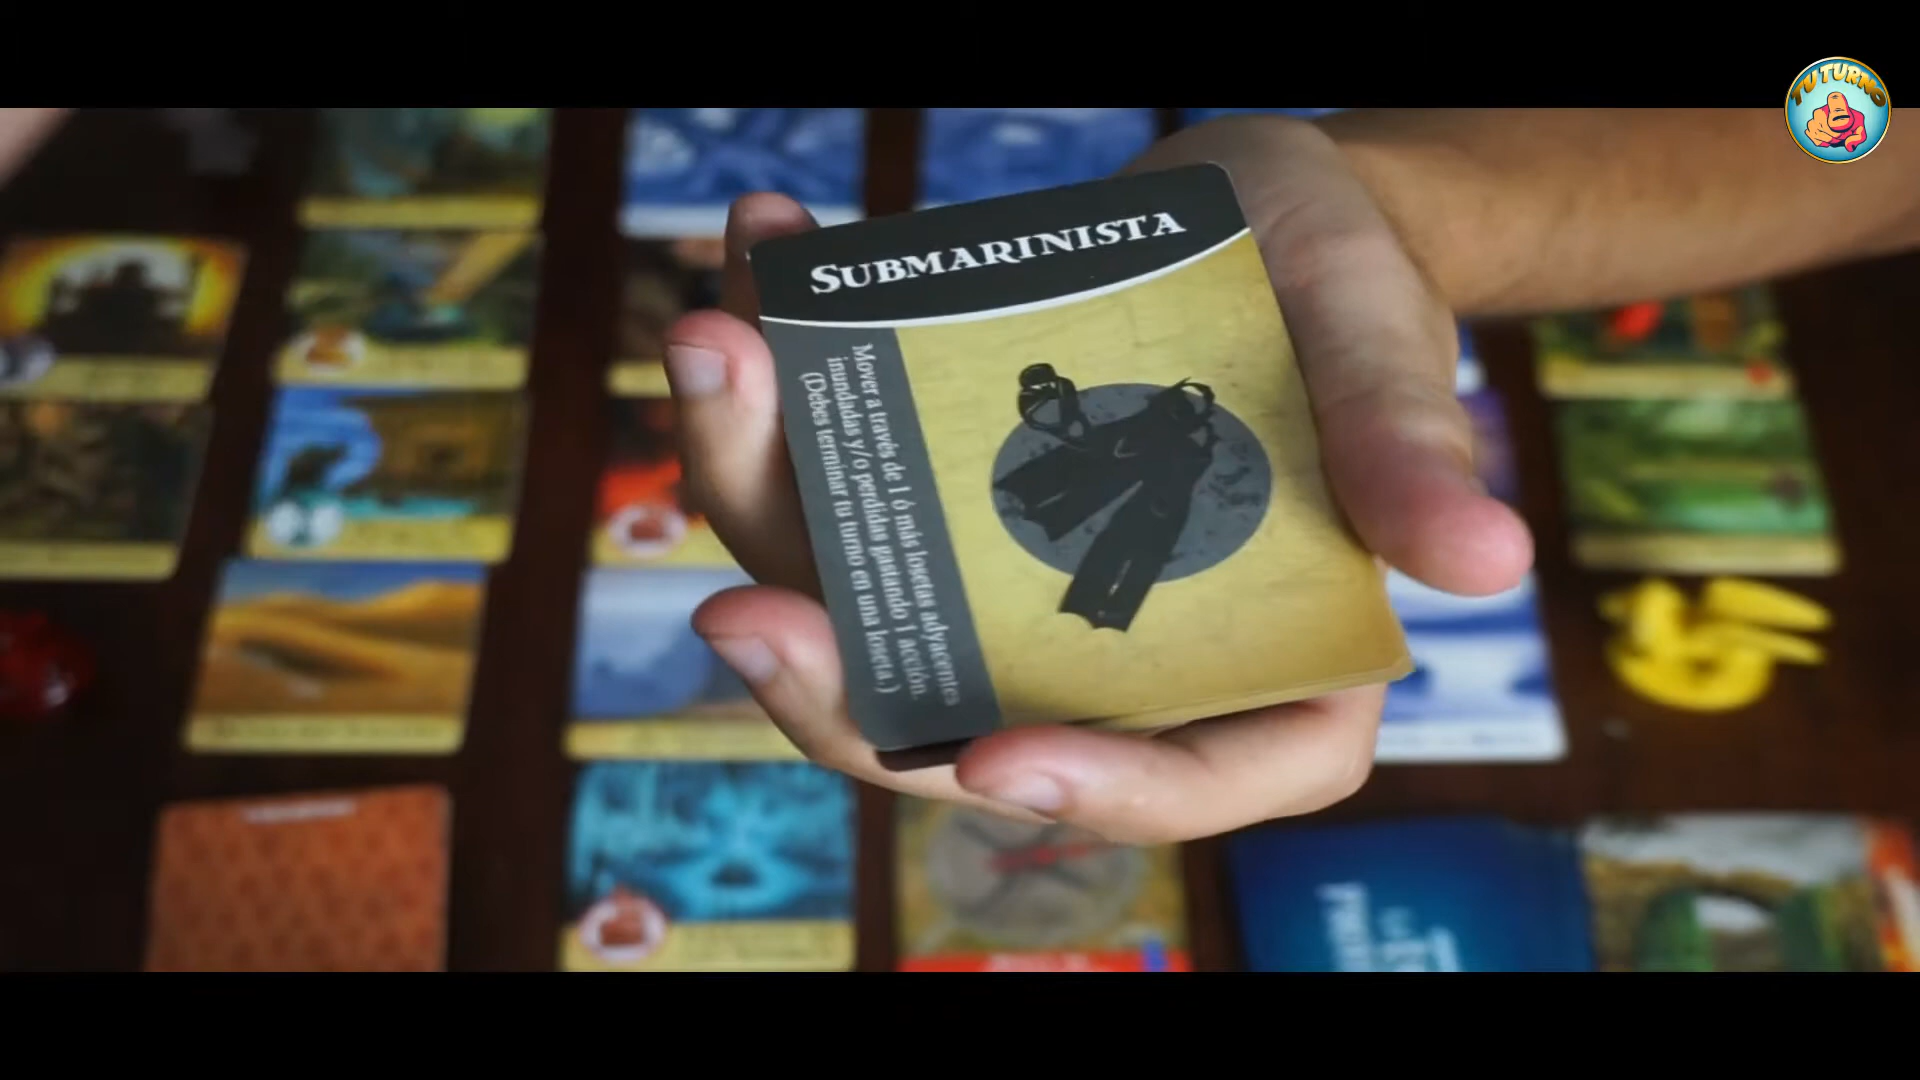 TU TURNO
SUBMARINISTA
Mover a través de 1 ó más losetas adyacentes
inundadas y/o perdidas gastando 1 acción.
(Debes terminar tu turno en una loseta.)